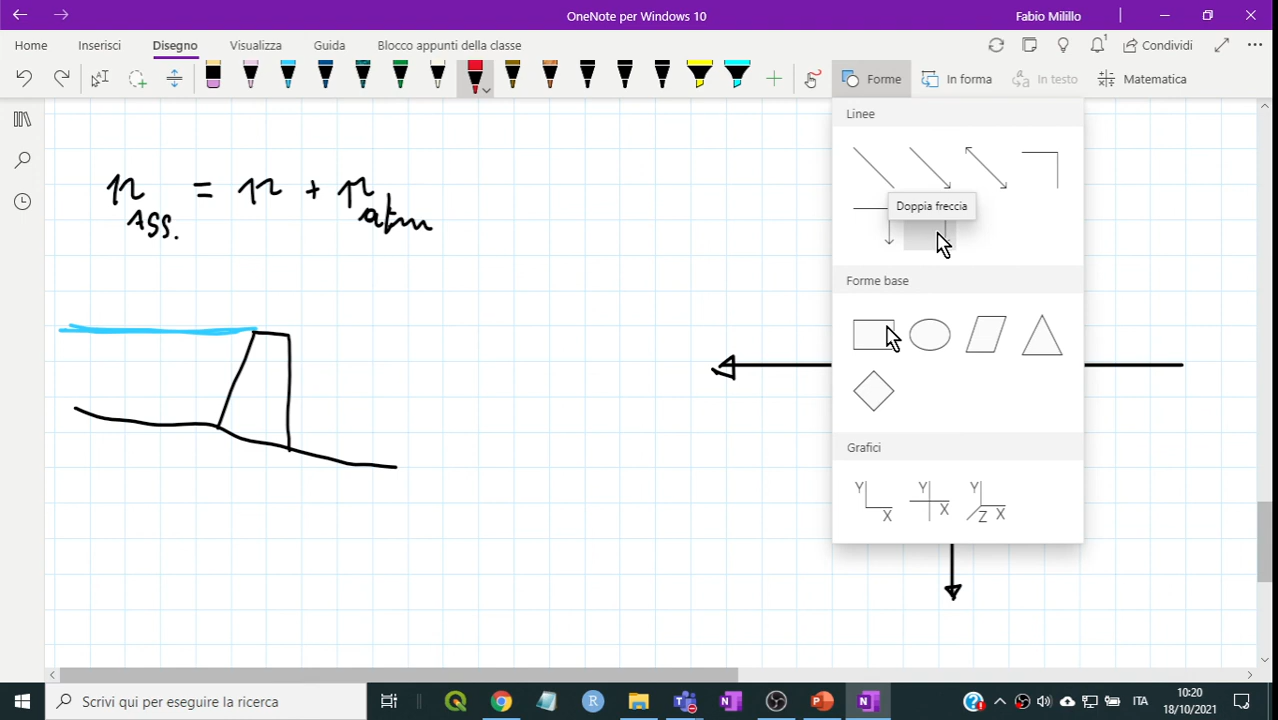 OneNote per Windows 10
Fabio Milillo
Home Inserisci Disegno Visualizza Guida Blocco appunti della classe
Condividi
Forme In forma In testo Matematica
Linee
Doppia freccia
Forme base
Grafici
Y X Y X Y Z X
= +
Ass. atm
Scrivi qui per eseguire la ricerca
ITA
10:20
18/10/2021